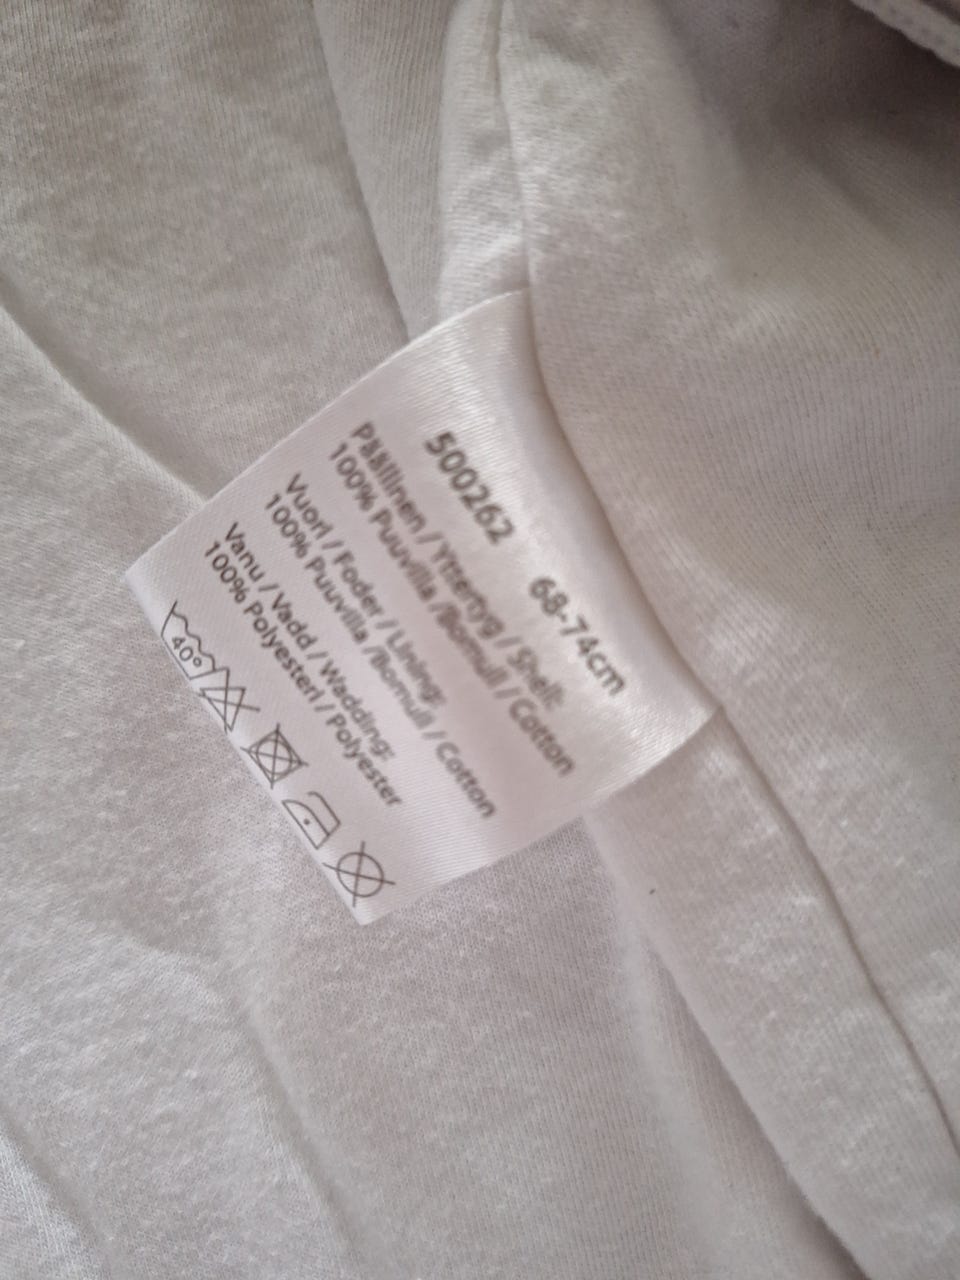 500262 68-74cm
Päällinen / Yttertyg / Shell:
100% Puuvilla /Bomull / Cotton
Vuori / Foder / Lining:
100% Puuvilla /Bomull / Cotton
Vanu / Vadd / Wadding:
100% Polyesteri / Polyester
40°